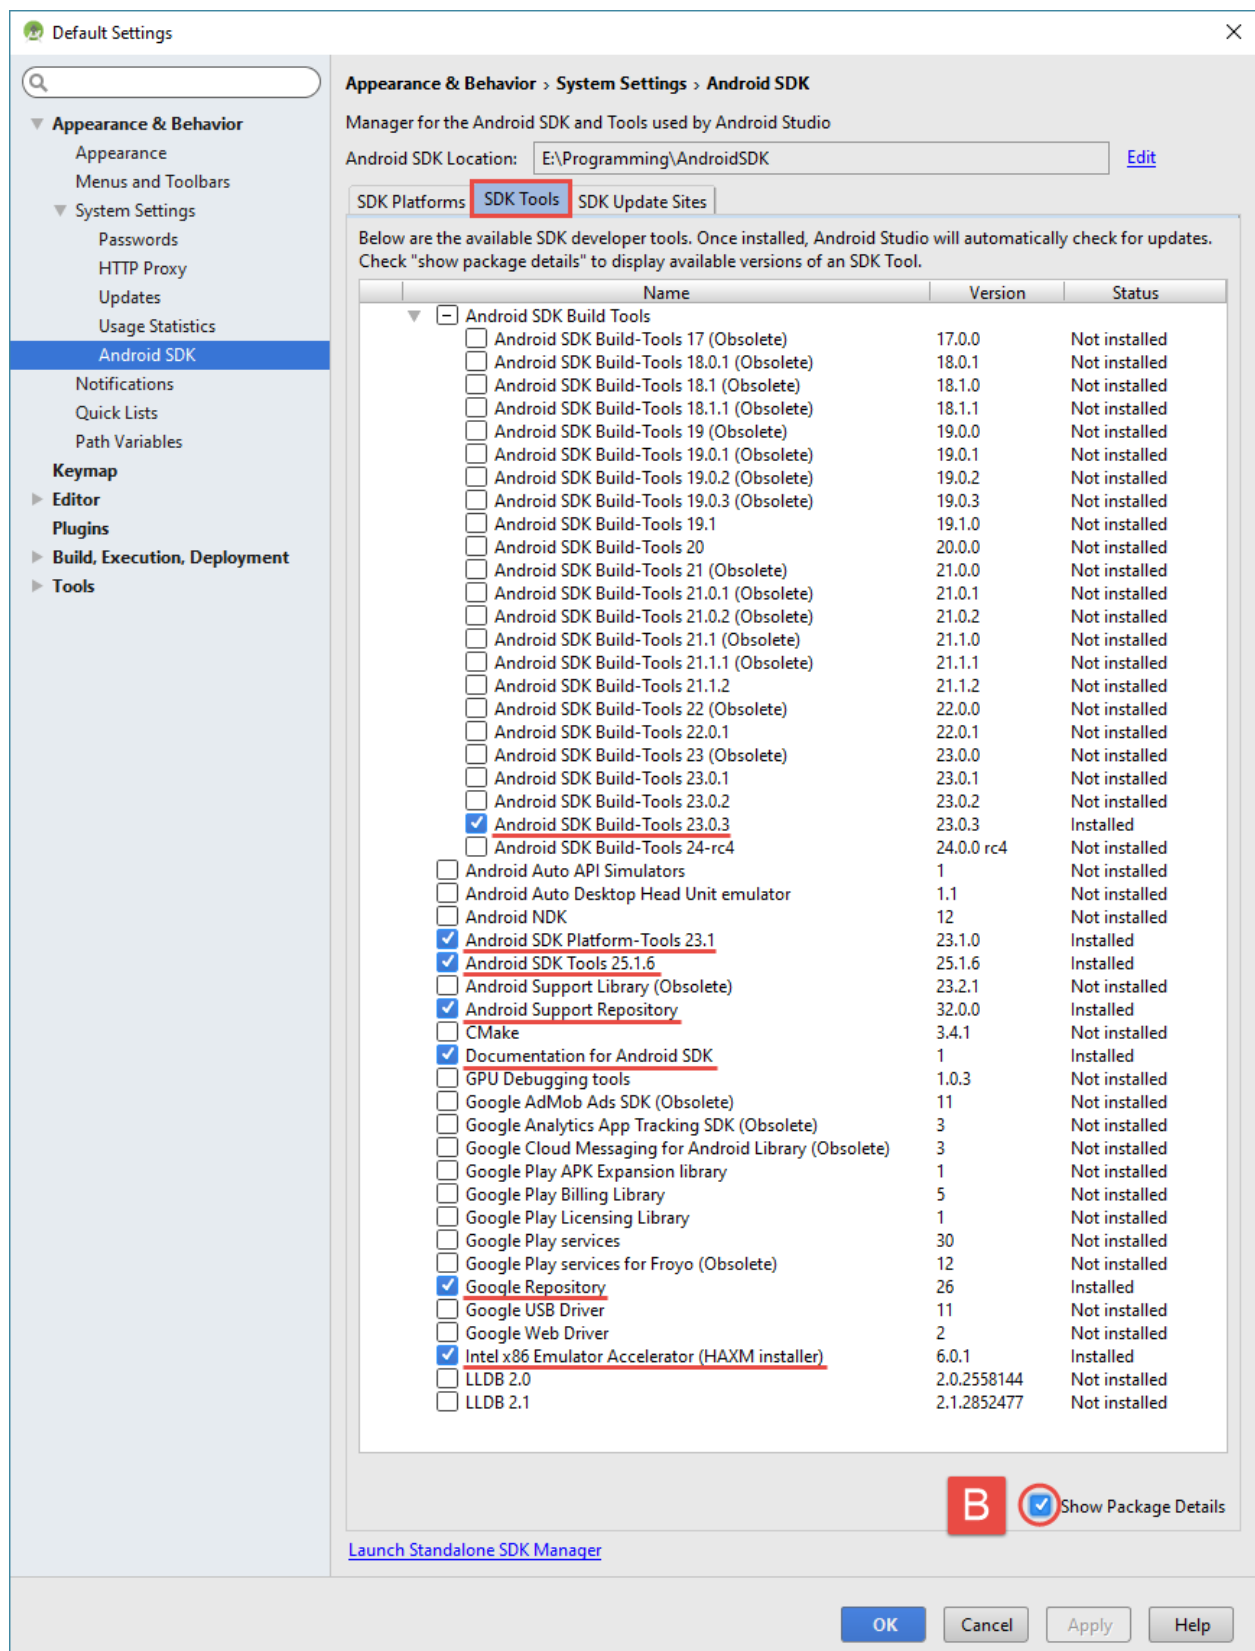 Default Settings
Appearance & Behavior › System Settings › Android SDK
Appearance & Behavior
Appearance
Menus and Toolbars
System Settings
Passwords
HTTP Proxy
Updates
Usage Statistics
Android SDK
Notifications
Quick Lists
Path Variables
Keymap
Editor
Plugins
Build, Execution, Deployment
Tools
Manager for the Android SDK and Tools used by Android Studio
Android SDK Location: E:\Programming\AndroidSDK Edit
SDK Platforms SDK Tools SDK Update Sites
Below are the available SDK developer tools. Once installed, Android Studio will automatically check for updates.
Check "show package details" to display available versions of an SDK Tool.
Name Version Status
Android SDK Build Tools
Android SDK Build-Tools 17 (Obsolete) 17.0.0 Not installed
Android SDK Build-Tools 18.0.1 (Obsolete) 18.0.1 Not installed
Android SDK Build-Tools 18.1 (Obsolete) 18.1.0 Not installed
Android SDK Build-Tools 18.1.1 (Obsolete) 18.1.1 Not installed
Android SDK Build-Tools 19 (Obsolete) 19.0.0 Not installed
Android SDK Build-Tools 19.0.1 (Obsolete) 19.0.1 Not installed
Android SDK Build-Tools 19.0.2 (Obsolete) 19.0.2 Not installed
Android SDK Build-Tools 19.0.3 (Obsolete) 19.0.3 Not installed
Android SDK Build-Tools 19.1 19.1.0 Not installed
Android SDK Build-Tools 20 20.0.0 Not installed
Android SDK Build-Tools 21 (Obsolete) 21.0.0 Not installed
Android SDK Build-Tools 21.0.1 (Obsolete) 21.0.1 Not installed
Android SDK Build-Tools 21.0.2 (Obsolete) 21.0.2 Not installed
Android SDK Build-Tools 21.1 (Obsolete) 21.1.0 Not installed
Android SDK Build-Tools 21.1.1 (Obsolete) 21.1.1 Not installed
Android SDK Build-Tools 21.1.2 21.1.2 Not installed
Android SDK Build-Tools 22 (Obsolete) 22.0.0 Not installed
Android SDK Build-Tools 22.0.1 22.0.1 Not installed
Android SDK Build-Tools 23 (Obsolete) 23.0.0 Not installed
Android SDK Build-Tools 23.0.1 23.0.1 Not installed
Android SDK Build-Tools 23.0.2 23.0.2 Not installed
Android SDK Build-Tools 23.0.3 23.0.3 Installed
Android SDK Build-Tools 24-rc4 24.0.0 rc4 Not installed
Android Auto API Simulators 1 Not installed
Android Auto Desktop Head Unit emulator 1.1 Not installed
Android NDK 12 Not installed
Android SDK Platform-Tools 23.1 23.1.0 Installed
Android SDK Tools 25.1.6 25.1.6 Installed
Android Support Library (Obsolete) 23.2.1 Not installed
Android Support Repository 32.0.0 Installed
CMake 3.4.1 Not installed
Documentation for Android SDK 1 Installed
GPU Debugging tools 1.0.3 Not installed
Google AdMob Ads SDK (Obsolete) 11 Not installed
Google Analytics App Tracking SDK (Obsolete) 3 Not installed
Google Cloud Messaging for Android Library (Obsolete) 3 Not installed
Google Play APK Expansion library 1 Not installed
Google Play Billing Library 5 Not installed
Google Play Licensing Library 1 Not installed
Google Play services 30 Not installed
Google Play services for Froyo (Obsolete) 12 Not installed
Google Repository 26 Installed
Google USB Driver 11 Not installed
Google Web Driver 2 Not installed
Intel x86 Emulator Accelerator (HAXM installer) 6.0.1 Installed
LLDB 2.0 2.0.2558144 Not installed
LLDB 2.1 2.1.2852477 Not installed
B Show Package Details
Launch Standalone SDK Manager
OK Cancel Apply Help